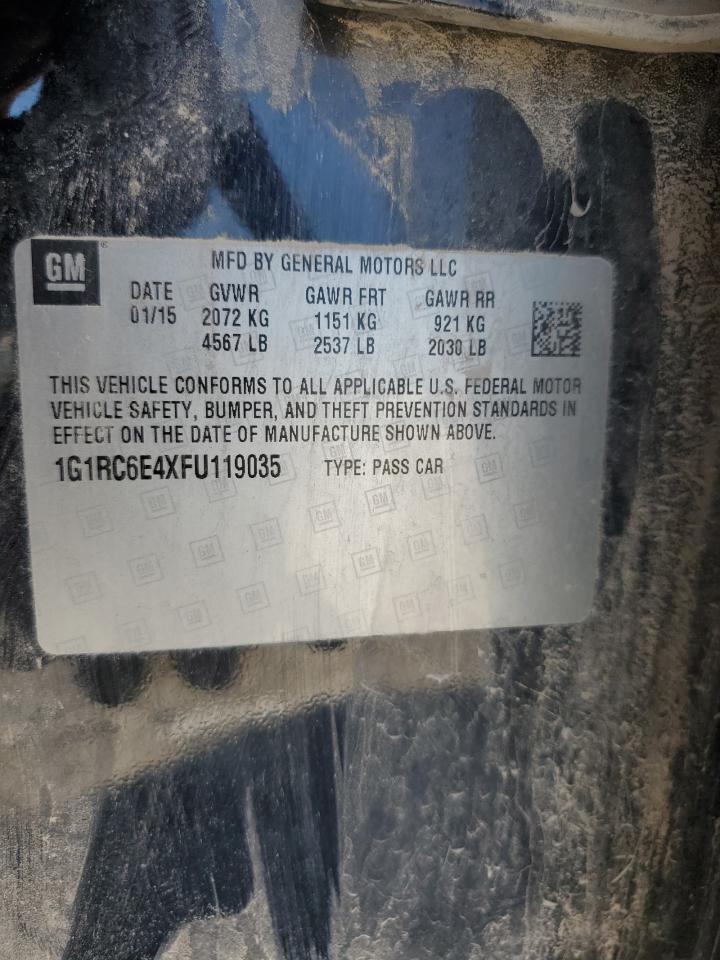 GM
MFD BY GENERAL MOTORS LLC
DATE GVWR GAWR FRT GAWR RR
01/15 2072 KG 1151 KG 921 KG
4567 LB 2537 LB 2030 LB
THIS VEHICLE CONFORMS TO ALL APPLICABLE U.S. FEDERAL MOTOR
VEHICLE SAFETY, BUMPER, AND THEFT PREVENTION STANDARDS IN
EFFECT ON THE DATE OF MANUFACTURE SHOWN ABOVE.
1G1RC6E4XFU119035 TYPE: PASS CAR